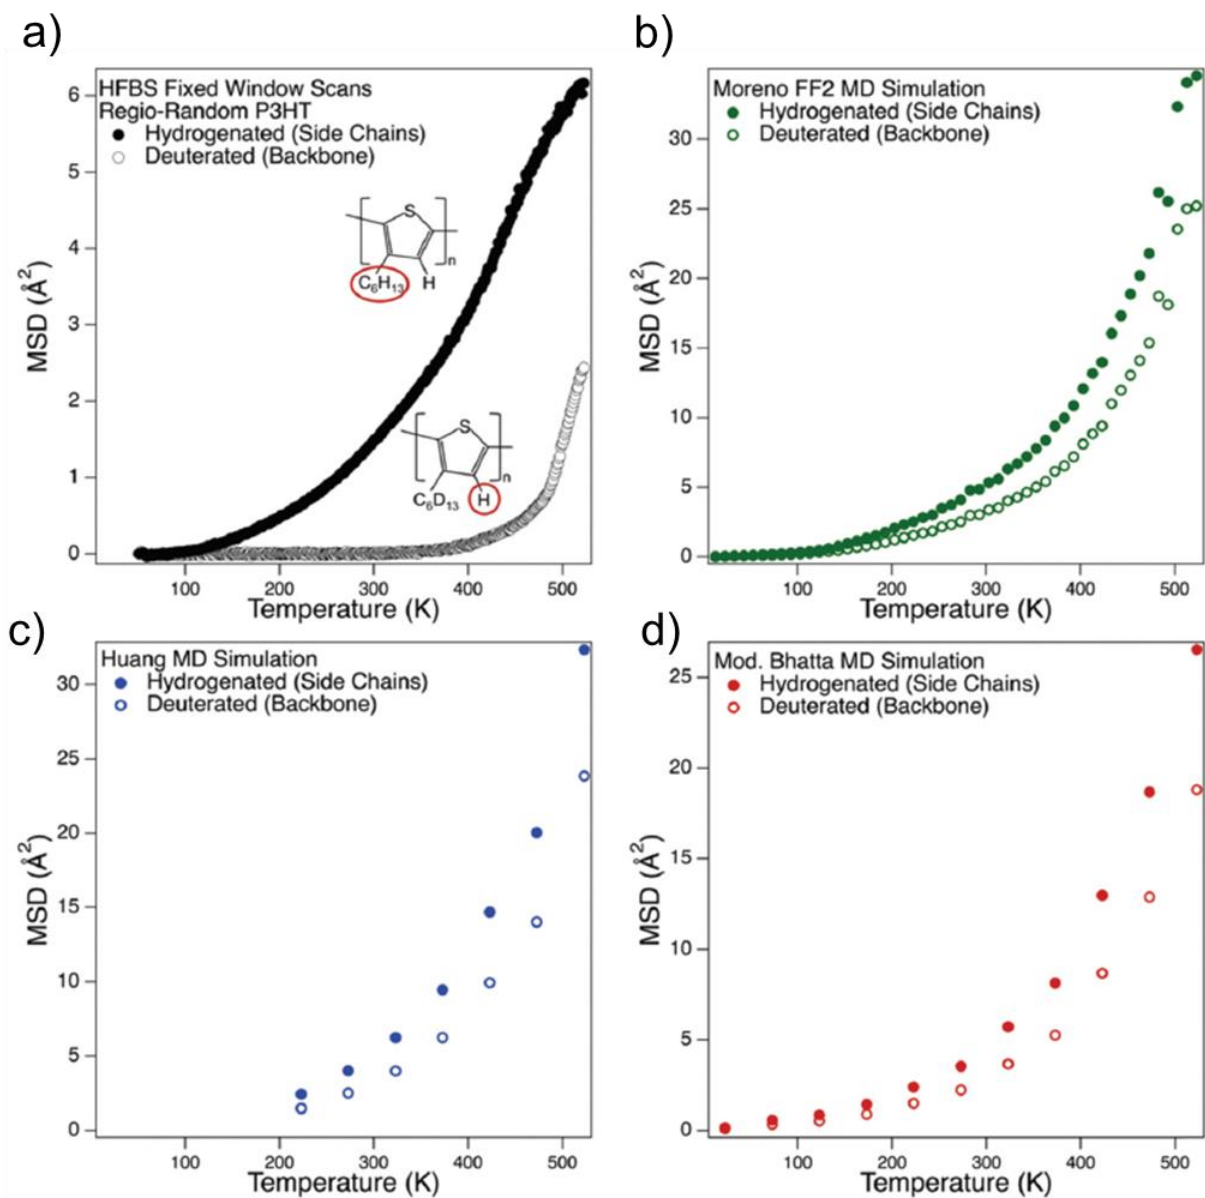 a)
HFBS Fixed Window Scans
Regio-Random P3HT
Hydrogenated (Side Chains)
Deuterated (Backbone)
6
5
4
3
2
1
0
MSD (Å²)
S
n
C₆H₁₃ H
S
n
C₆D₁₃ H
100 200 300 400 500
Temperature (K)
b)
Moreno FF2 MD Simulation
Hydrogenated (Side Chains)
Deuterated (Backbone)
30
25
20
15
10
5
0
MSD (Å²)
100 200 300 400 500
Temperature (K)
c)
Huang MD Simulation
Hydrogenated (Side Chains)
Deuterated (Backbone)
30
25
20
15
10
5
0
MSD (Å²)
100 200 300 400 500
Temperature (K)
d)
Mod. Bhatta MD Simulation
Hydrogenated (Side Chains)
Deuterated (Backbone)
25
20
15
10
5
0
MSD (Å²)
100 200 300 400 500
Temperature (K)